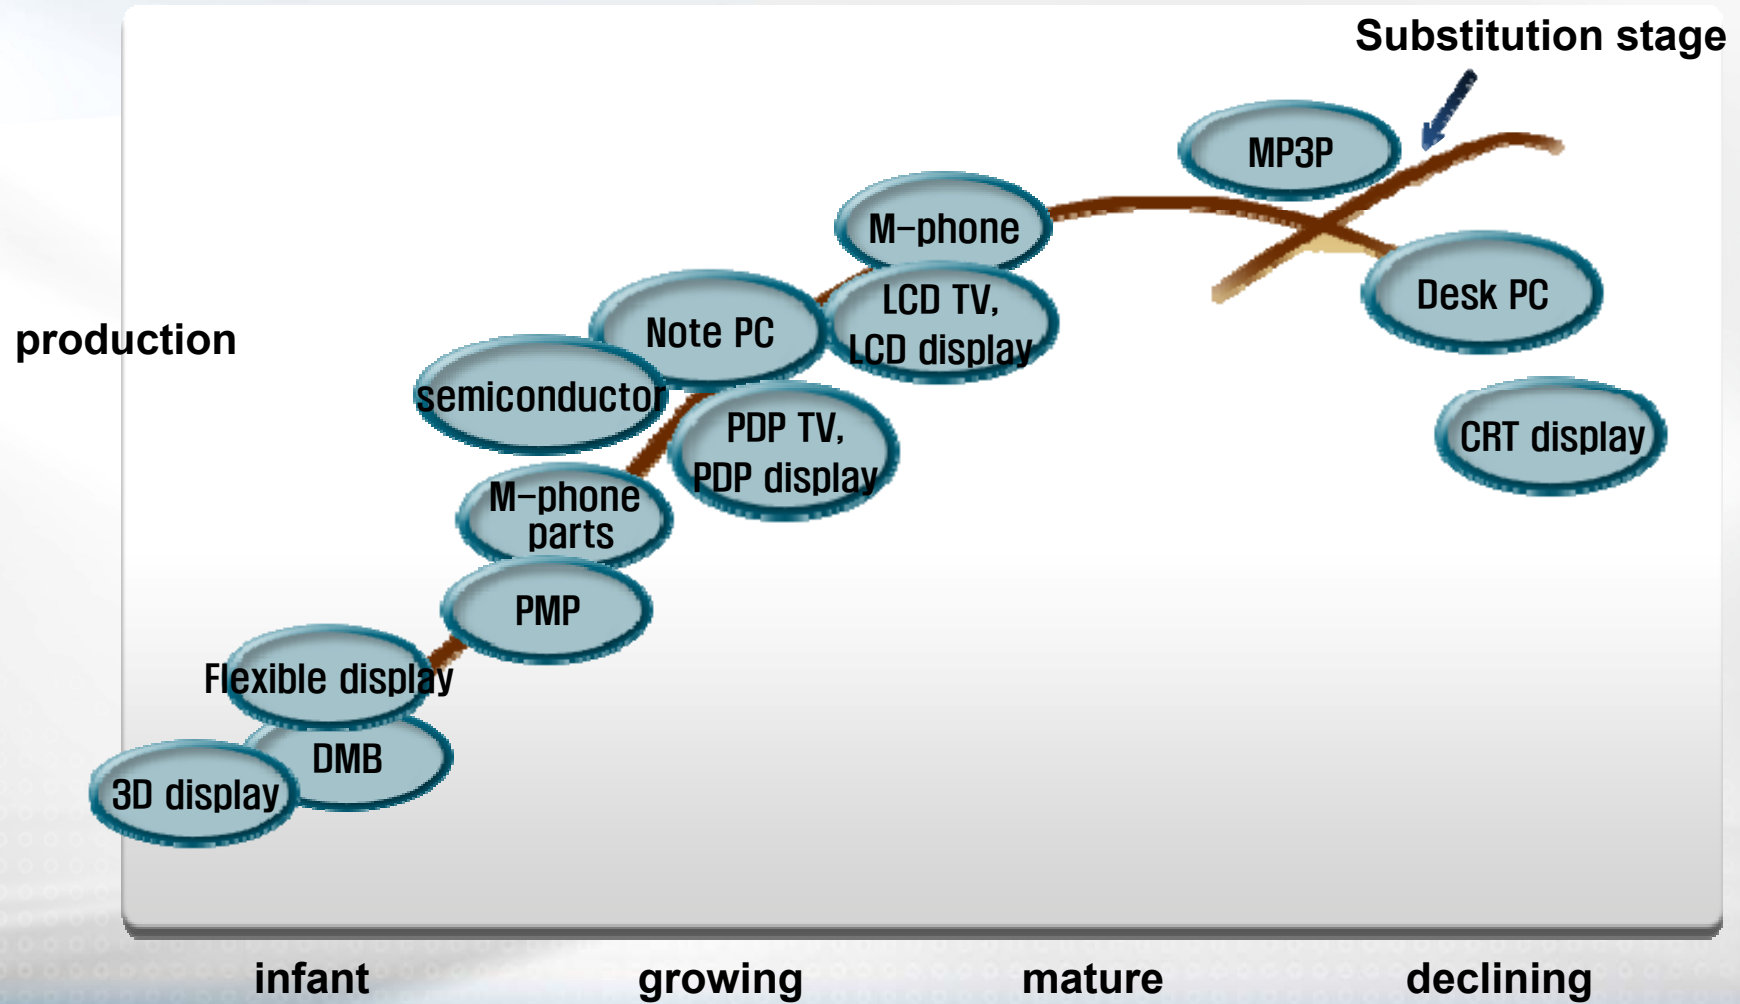 Substitution stage
MP3P
M-phone
LCD TV,
LCD display
Desk PC
Note PC
production
semiconductor
PDP TV,
PDP display
CRT display
M-phone
parts
PMP
Flexible display
DMB
3D display
infant
growing
mature
declining